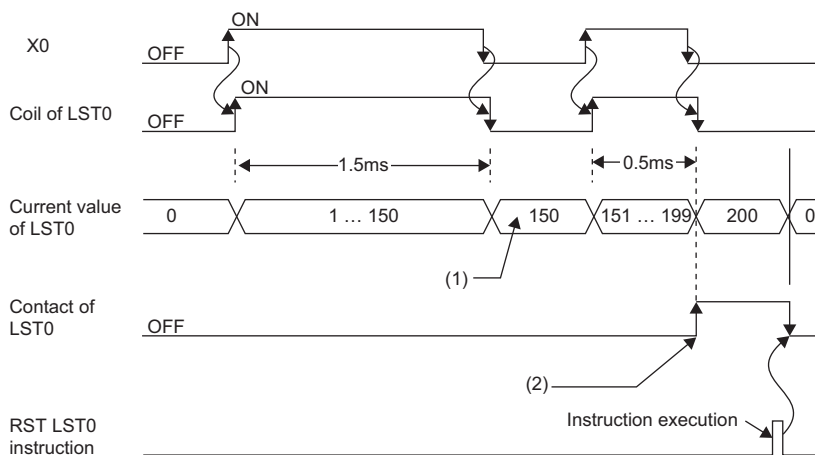 X0
ON
OFF
Coil of LST0
ON
OFF
1.5ms
0.5ms
Current value
of LST0
0
1 … 150
150
151 … 199
200
0
(1)
Contact of
LST0
OFF
(2)
RST LST0
instruction
Instruction execution